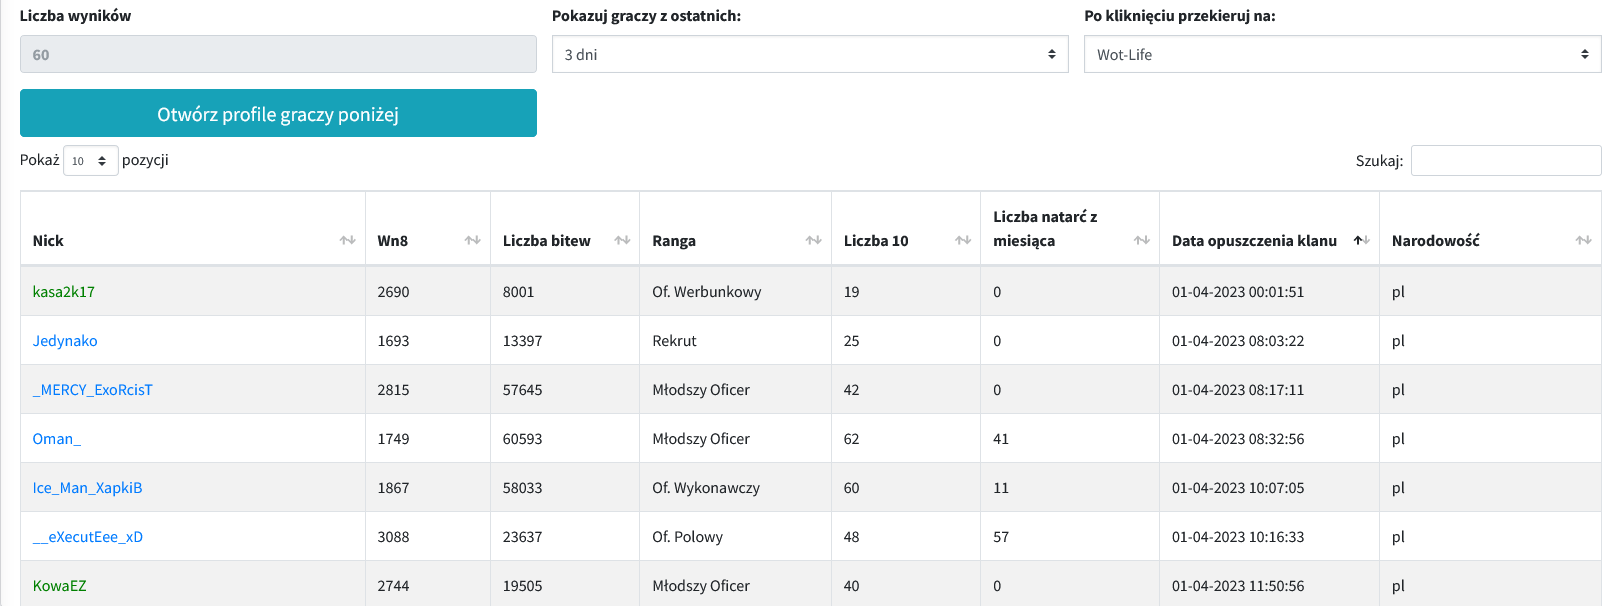 Liczba wyników Pokazuj graczy z ostatnich: Po kliknięciu przekieruj na:
60 3 dni Wot-Life
Otwórz profile graczy poniżej
Pokaż 10 pozycji Szukaj:
Nick Wn8 Liczba bitew Ranga Liczba 10 Liczba natarć z miesiąca Data opuszczenia klanu Narodowość
kasa2k17 2690 8001 Of. Werbunkowy 19 0 01-04-2023 00:01:51 pl
Jedynako 1693 13397 Rekrut 25 0 01-04-2023 08:03:22 pl
_MERCY_ExoRcisT 2815 57645 Młodszy Oficer 42 0 01-04-2023 08:17:11 pl
Oman_ 1749 60593 Młodszy Oficer 62 41 01-04-2023 08:32:56 pl
Ice_Man_XapkiB 1867 58033 Of. Wykonawczy 60 11 01-04-2023 10:07:05 pl
__eXecutEee_xD 3088 23637 Of. Polowy 48 57 01-04-2023 10:16:33 pl
KowaEZ 2744 19505 Młodszy Oficer 40 0 01-04-2023 11:50:56 pl